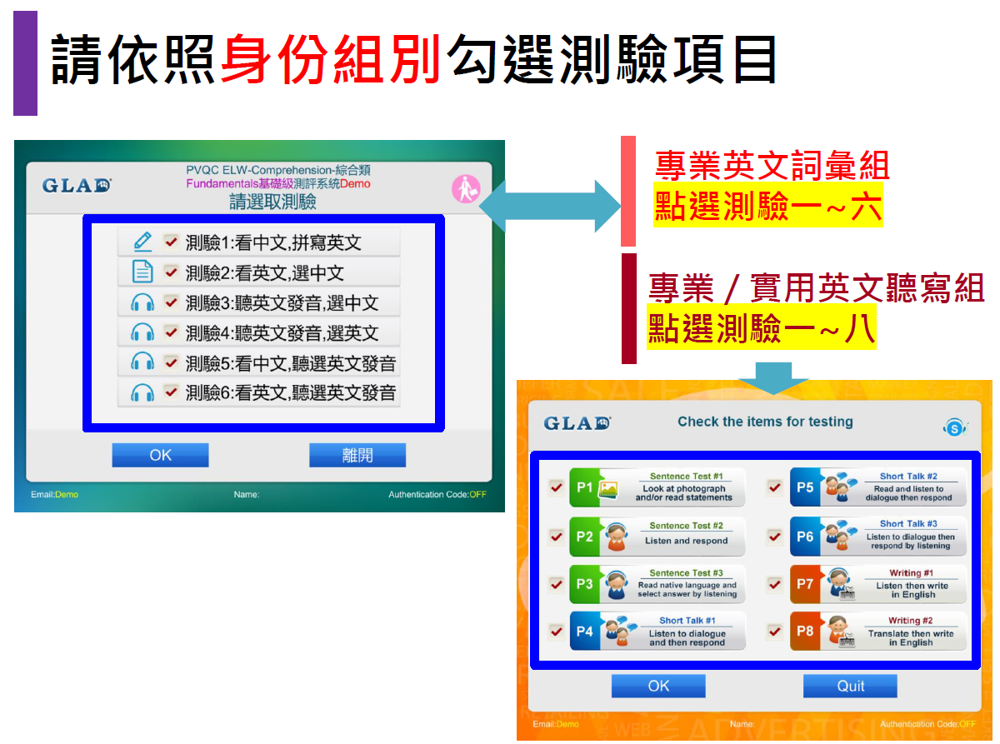 請依照身份組別勾選測驗項目
GLAD
PVQC ELW-Comprehension-綜合類
Fundamentals基礎級測評系統Demo
請選取測驗
測驗1:看中文,拼寫英文
測驗2:看英文,選中文
測驗3:聽英文發音,選中文
測驗4:聽英文發音,選英文
測驗5:看中文,聽選英文發音
測驗6:看英文,聽選英文發音
OK
離開
Email:Demo
Name:
Authentication Code:OFF
專業英文詞彙組
點選測驗一~六
專業 / 實用英文聽寫組
點選測驗一~八
GLAD
Check the items for testing
S
P1
Sentence Test #1
Look at photograph
and/or read statements
P2
Sentence Test #2
Listen and respond
P3
Sentence Test #3
Read native language and
select answer by listening
P4
Short Talk #1
Listen to dialogue
and then respond
P5
Short Talk #2
Read and listen to
dialogue then respond
P6
Short Talk #3
Listen to dialogue then
respond by listening
P7
Writing #1
Listen then write
in English
P8
Writing #2
Translate then write
in English
OK
Quit
Email:Demo
Name:
Authentication Code:OFF
SALE
RETAILING
WEB
ADVERTISING